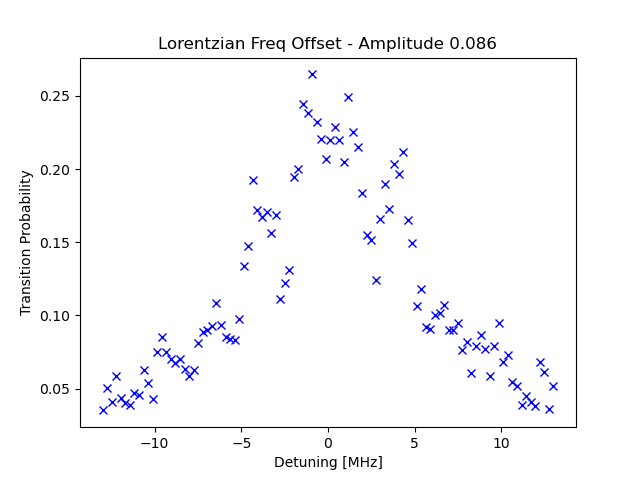 Lorentzian Freq Offset - Amplitude 0.086
0.25
0.20
0.15
0.10
0.05
Transition Probability
−10 −5 0 5 10
Detuning [MHz]